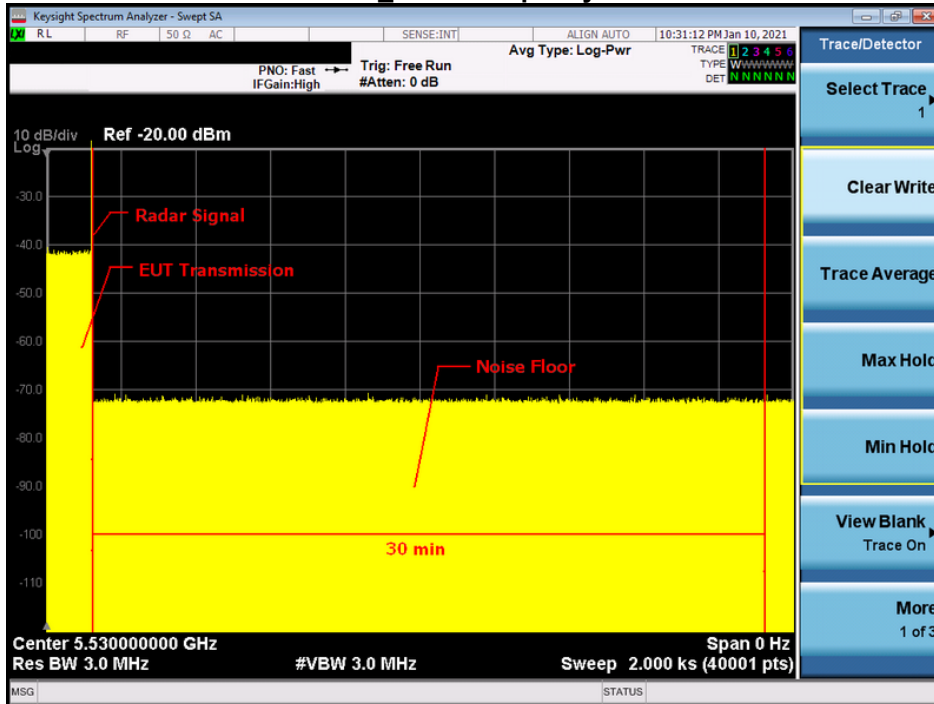 Keysight Spectrum Analyzer - Swept SA
LXI RL RF 50 Ω AC SENSE:INT ALIGN AUTO 10:31:12 PM Jan 10, 2021
Avg Type: Log-Pwr TRACE 1 2 3 4 5 6
PNO: Fast Trig: Free Run TYPE WWWWWW
IFGain:High #Atten: 0 dB DET N N N N N N
10 dB/div Ref -20.00 dBm
Log
-30.0
Radar Signal
-40.0
EUT Transmission
-50.0
-60.0
Noise Floor
-70.0
-80.0
-90.0
-100
30 min
-110
Center 5.530000000 GHz Span 0 Hz
Res BW 3.0 MHz #VBW 3.0 MHz Sweep 2.000 ks (40001 pts)
MSG STATUS
Trace/Detector
Select Trace
1
Clear Write
Trace Average
Max Hold
Min Hold
View Blank
Trace On
More
1 of 3